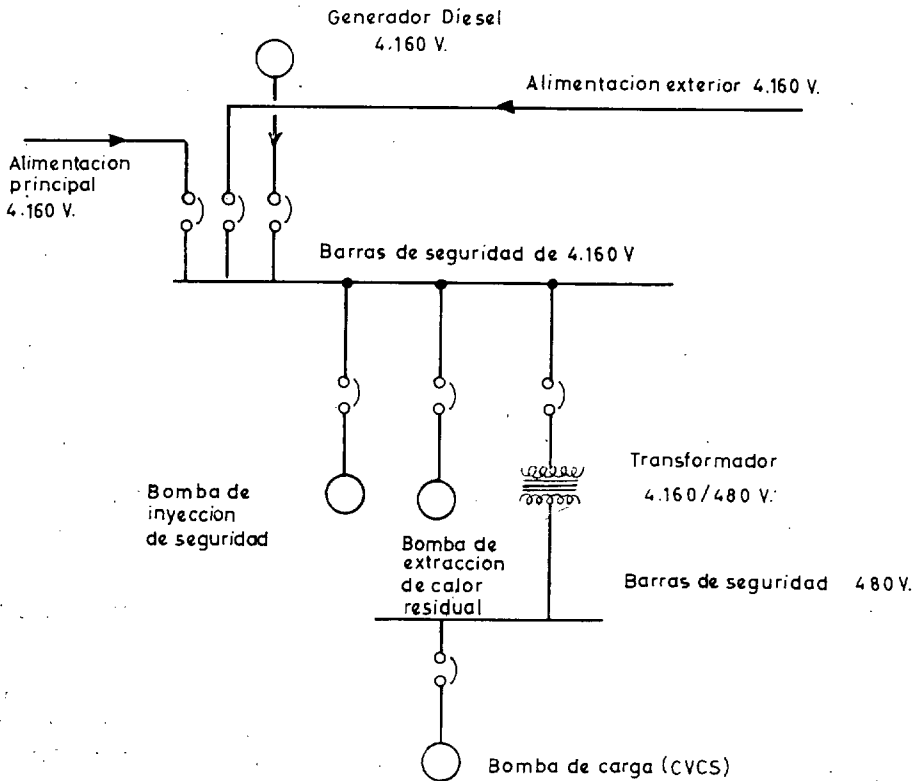 Generador Diesel
4.160 V.
Alimentacion exterior 4.160 V.
Alimentacion
principal
4.160 V.
Barras de seguridad de 4.160 V
Transformador
4.160/480 V.
Bomba de
inyeccion
de seguridad
Bomba de
extraccion
de calor
residual
Barras de seguridad 480 V.
Bomba de carga (CVCS)